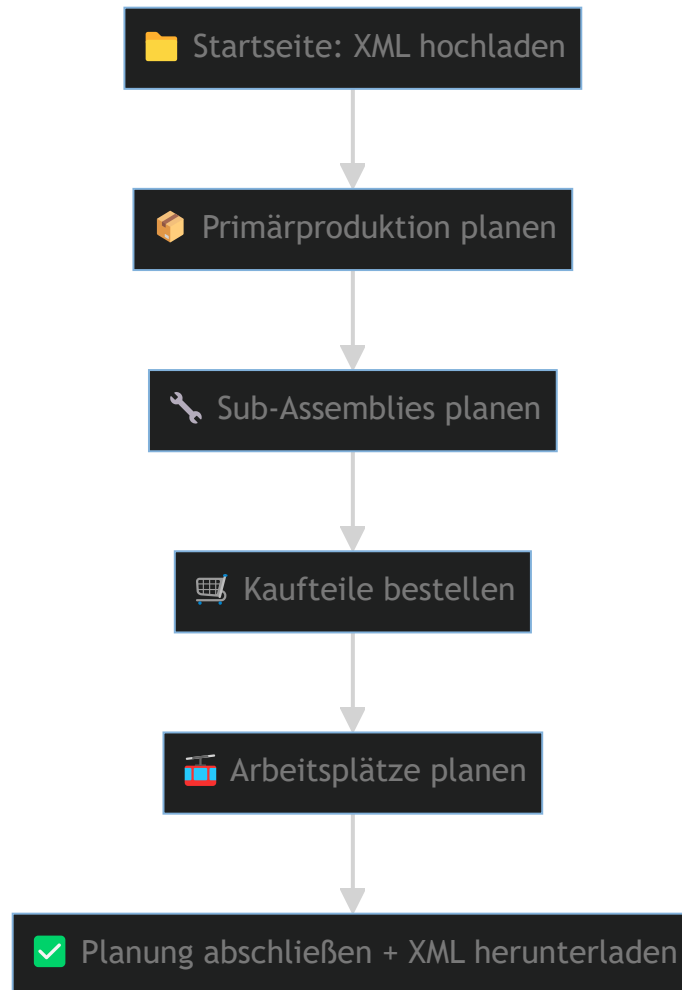 Startseite: XML hochladen
Primärproduktion planen
Sub-Assemblies planen
Kaufteile bestellen
Arbeitsplätze planen
Planung abschließen + XML herunterladen